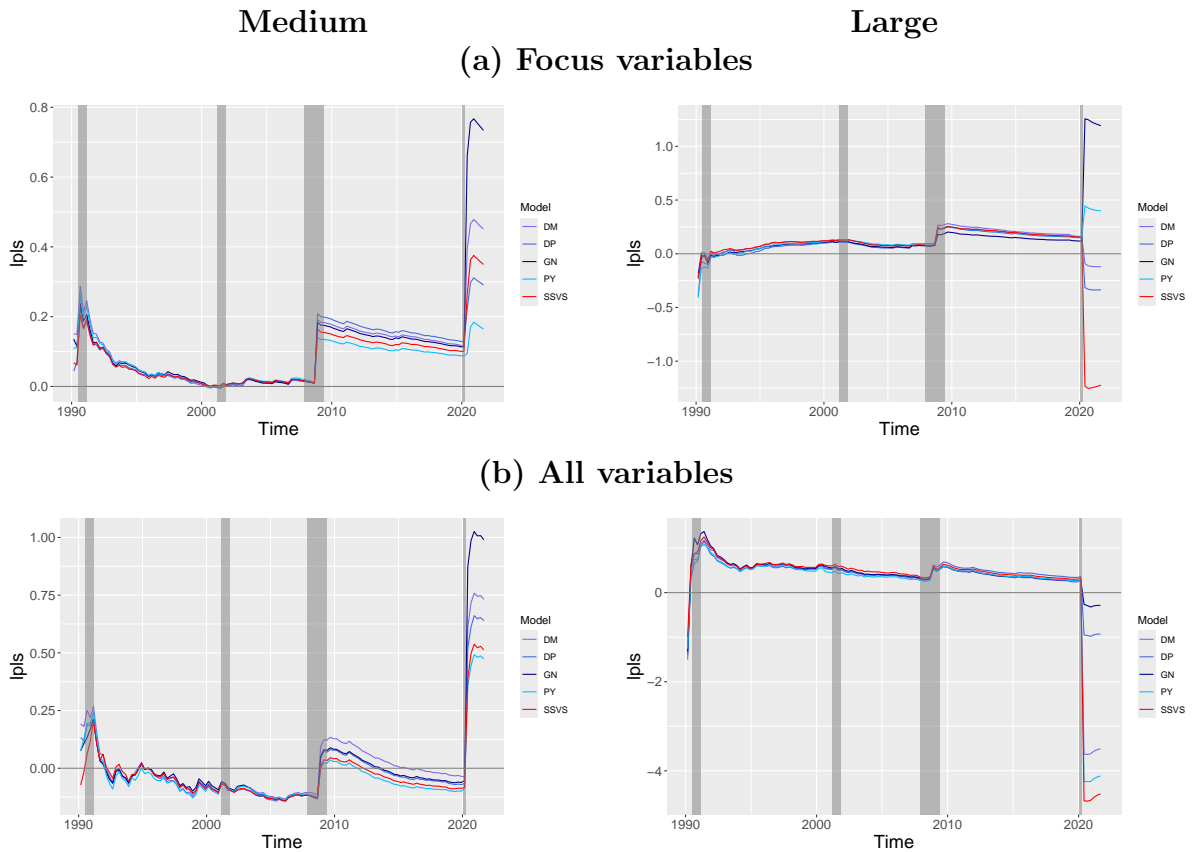 Medium Large
(a) Focus variables
0.8
0.6
0.4
0.2
0.0
lpls
1990 2000 2010 2020
Time
Model
DM
DP
GN
PY
SSVS
1.0
0.5
0.0
−0.5
−1.0
lpls
1990 2000 2010 2020
Time
Model
DM
DP
GN
PY
SSVS
(b) All variables
1.00
0.75
0.50
0.25
0.00
lpls
1990 2000 2010 2020
Time
Model
DM
DP
GN
PY
SSVS
0
−2
−4
lpls
1990 2000 2010 2020
Time
Model
DM
DP
GN
PY
SSVS